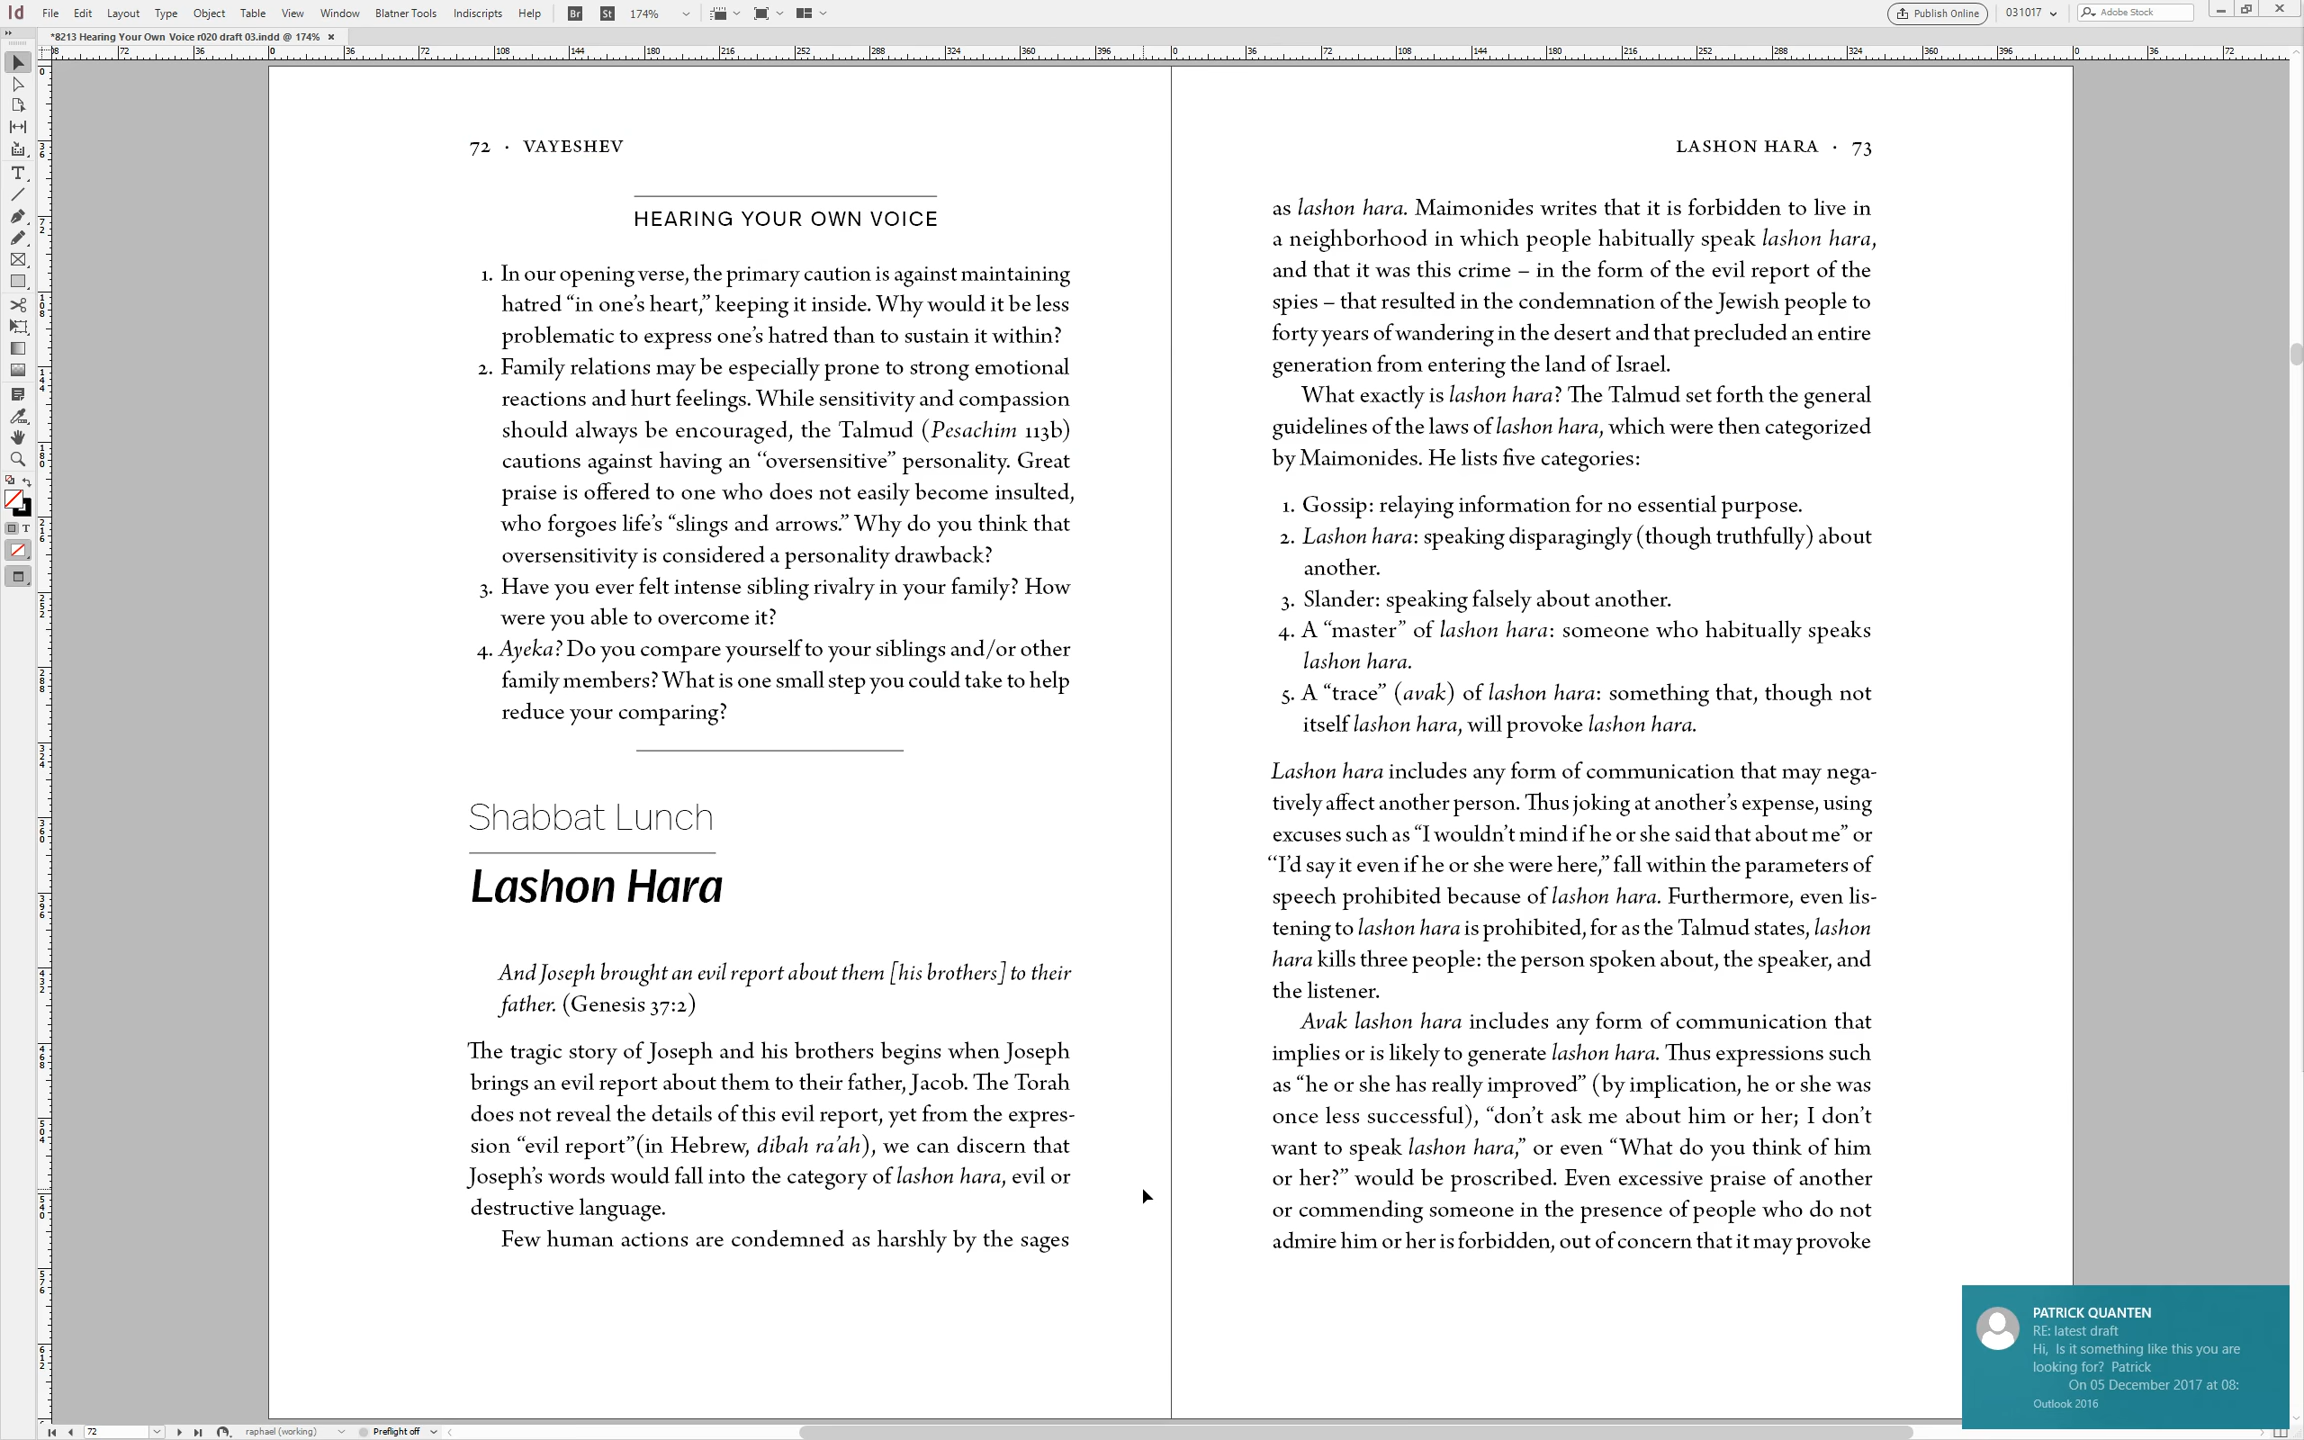 File Edit Layout Type Object Table View Window Blatner Tools Indiscripts Help Br St 174% Publish Online 031017 Adobe Stock
*8213 Hearing Your Own Voice r020 draft 03.indd @ 174%
72 · VAYESHEV
HEARING YOUR OWN VOICE
1. In our opening verse, the primary caution is against maintaining
hatred “in one’s heart,” keeping it inside. Why would it be less
problematic to express one’s hatred than to sustain it within?
2. Family relations may be especially prone to strong emotional
reactions and hurt feelings. While sensitivity and compassion
should always be encouraged, the Talmud (Pesachim 113b)
cautions against having an “oversensitive” personality. Great
praise is offered to one who does not easily become insulted,
who forgoes life’s “slings and arrows.” Why do you think that
oversensitivity is considered a personality drawback?
3. Have you ever felt intense sibling rivalry in your family? How
were you able to overcome it?
4. Ayeka? Do you compare yourself to your siblings and/or other
family members? What is one small step you could take to help
reduce your comparing?
Shabbat Lunch
Lashon Hara
And Joseph brought an evil report about them [his brothers] to their
father. (Genesis 37:2)
The tragic story of Joseph and his brothers begins when Joseph
brings an evil report about them to their father, Jacob. The Torah
does not reveal the details of this evil report, yet from the expres-
sion “evil report”(in Hebrew, dibah ra’ah), we can discern that
Joseph’s words would fall into the category of lashon hara, evil or
destructive language.
Few human actions are condemned as harshly by the sages
LASHON HARA · 73
as lashon hara. Maimonides writes that it is forbidden to live in
a neighborhood in which people habitually speak lashon hara,
and that it was this crime – in the form of the evil report of the
spies – that resulted in the condemnation of the Jewish people to
forty years of wandering in the desert and that precluded an entire
generation from entering the land of Israel.
What exactly is lashon hara? The Talmud set forth the general
guidelines of the laws of lashon hara, which were then categorized
by Maimonides. He lists five categories:
1. Gossip: relaying information for no essential purpose.
2. Lashon hara: speaking disparagingly (though truthfully) about
another.
3. Slander: speaking falsely about another.
4. A “master” of lashon hara: someone who habitually speaks
lashon hara.
5. A “trace” (avak) of lashon hara: something that, though not
itself lashon hara, will provoke lashon hara.
Lashon hara includes any form of communication that may nega-
tively affect another person. Thus joking at another’s expense, using
excuses such as “I wouldn’t mind if he or she said that about me” or
“I’d say it even if he or she were here,” fall within the parameters of
speech prohibited because of lashon hara. Furthermore, even lis-
tening to lashon hara is prohibited, for as the Talmud states, lashon
hara kills three people: the person spoken about, the speaker, and
the listener.
Avak lashon hara includes any form of communication that
implies or is likely to generate lashon hara. Thus expressions such
as “he or she has really improved” (by implication, he or she was
once less successful), “don’t ask me about him or her; I don’t
want to speak lashon hara,” or even “What do you think of him
or her?” would be proscribed. Even excessive praise of another
or commending someone in the presence of people who do not
admire him or her is forbidden, out of concern that it may provoke
PATRICK QUANTEN
RE: latest draft
Hi, Is it something like this you are
looking for? Patrick
On 05 December 2017 at 08:
Outlook 2016
72 raphael (working) Preflight off